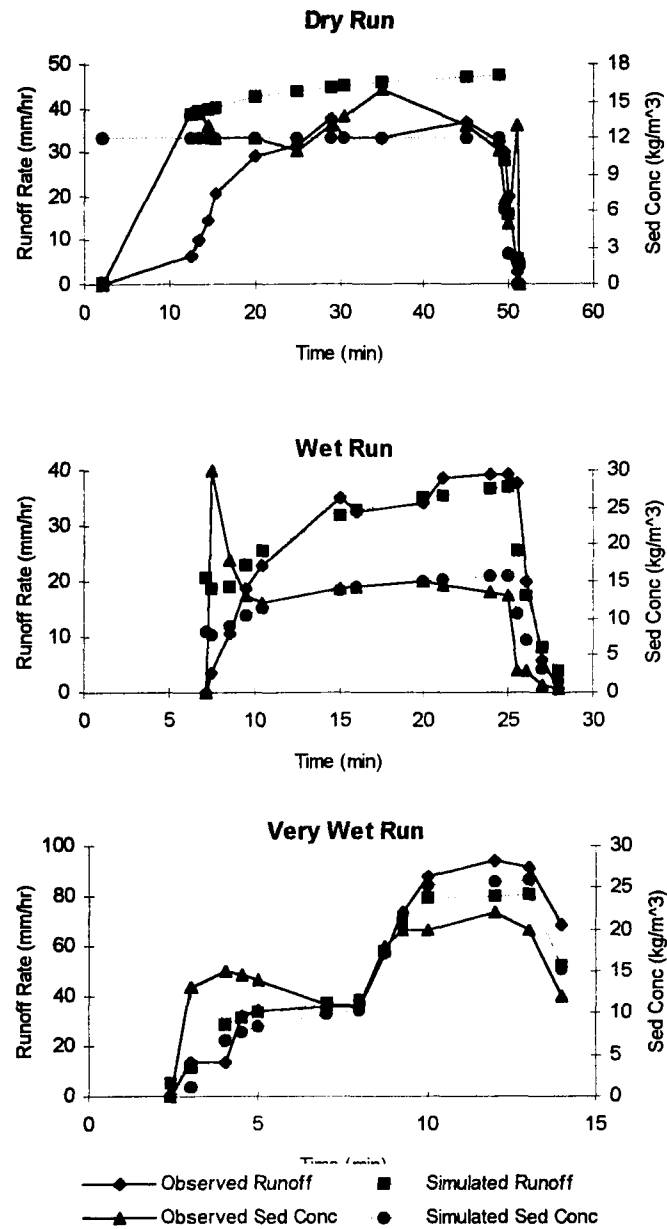 Dry Run
Runoff Rate (mm/hr)
50
40
30
20
10
0
Sed Conc (kg/m^3)
18
15
12
9
6
3
0
0 10 20 30 40 50 60
Time (min)
Wet Run
Runoff Rate (mm/hr)
40
30
20
10
0
Sed Conc (kg/m^3)
30
25
20
15
10
5
0
0 5 10 15 20 25 30
Time (min)
Very Wet Run
Runoff Rate (mm/hr)
100
80
60
40
20
0
Sed Conc (kg/m^3)
30
25
20
15
10
5
0
0 5 10 15
Time (min)
Observed Runoff Simulated Runoff
Observed Sed Conc Simulated Sed Conc